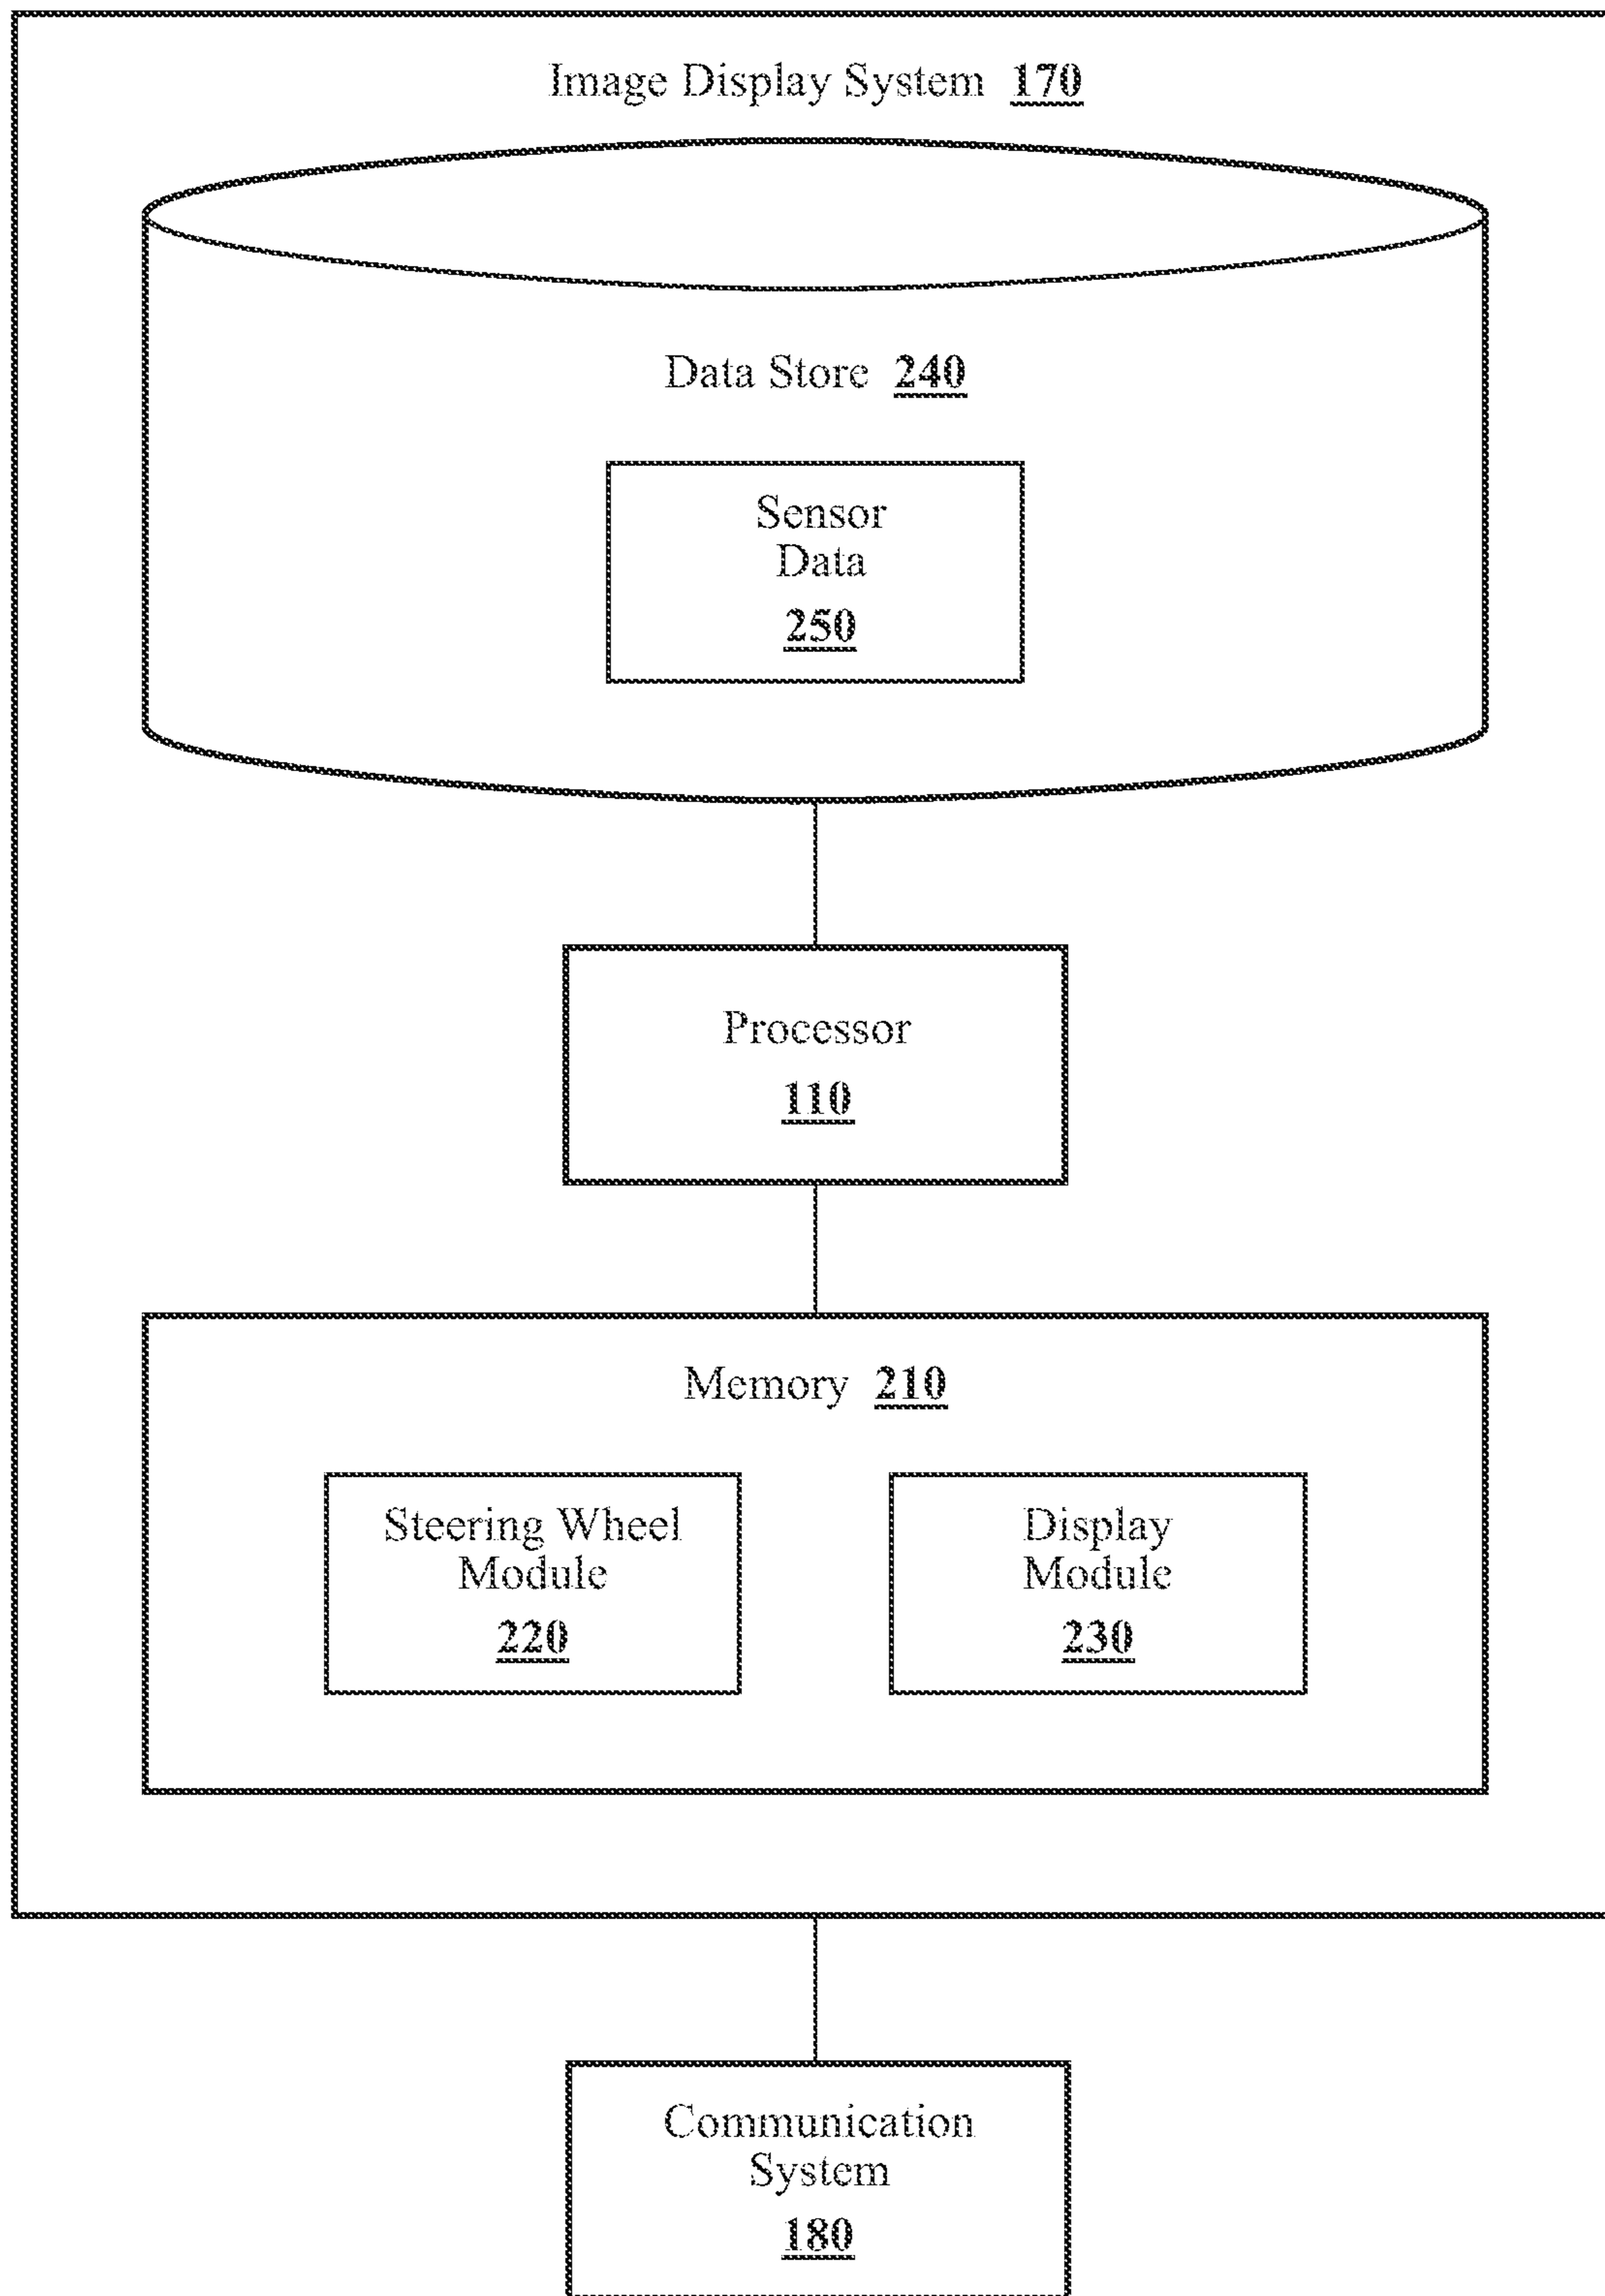 Image Display System 170
Data Store 240
Sensor
Data
250
Processor
110
Memory 210
Steering Wheel
Module
220
Display
Module
230
Communication
System
180